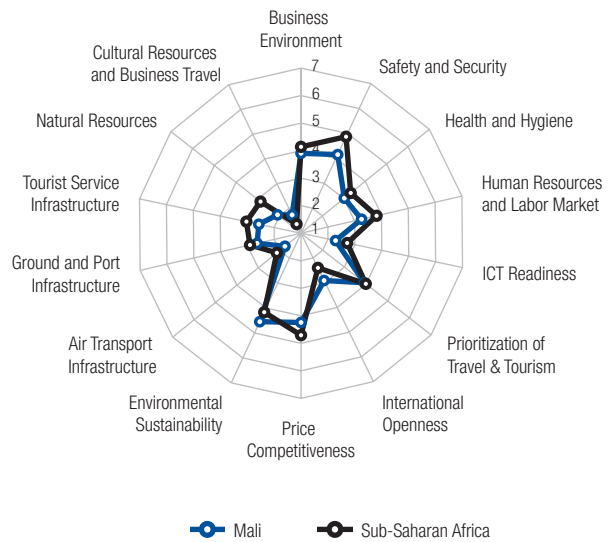 Business
Environment
Cultural Resources
and Business Travel
Safety and Security
Natural Resources
Health and Hygiene
Tourist Service
Infrastructure
Human Resources
and Labor Market
Ground and Port
Infrastructure
ICT Readiness
Air Transport
Infrastructure
Prioritization of
Travel & Tourism
Environmental
Sustainability
International
Openness
Price
Competitiveness
7
6
5
4
3
2
1
Mali
Sub-Saharan Africa